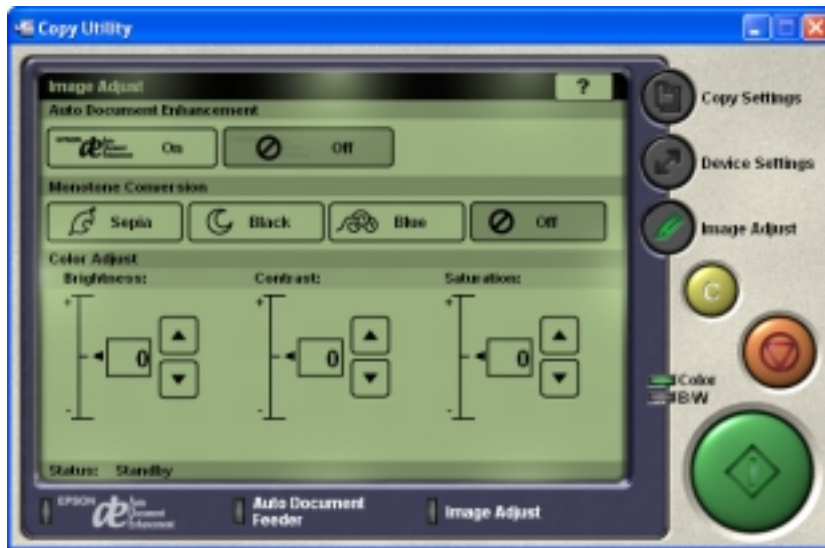 Copy Utility
Image Adjust
?
Auto Document Enhancement
On
Off
Monotone Conversion
Sepia
Black
Blue
Off
Color Adjust
Brightness:
Contrast:
Saturation:
+
+
+
0
0
0
-
-
-
Status: Standby
EPSON
Auto Document
Feeder
Image Adjust
Copy Settings
Device Settings
Image Adjust
C
Color
B/W